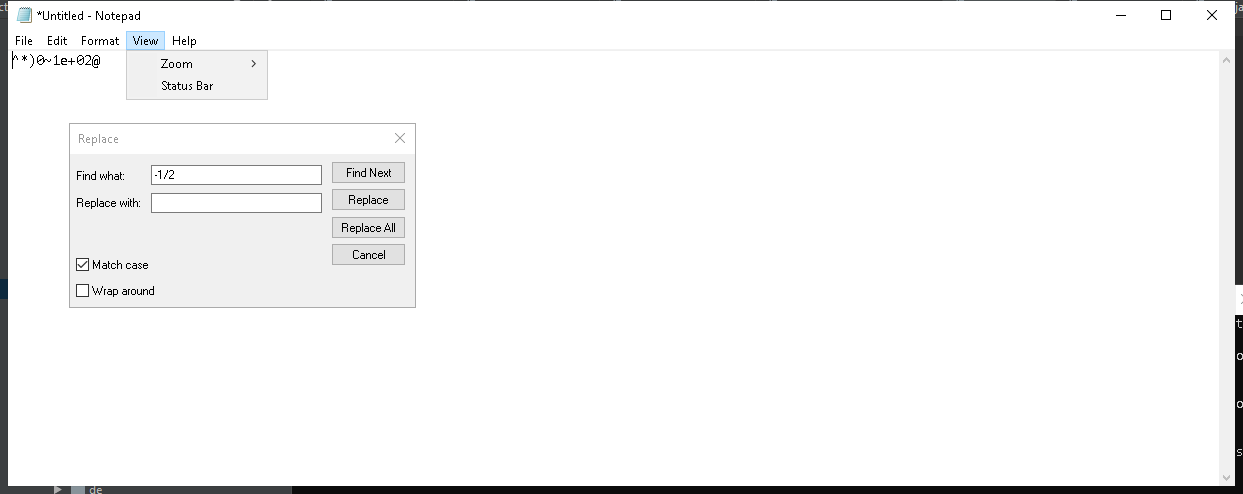 *Untitled - Notepad
File Edit Format View Help
^*)0~1e+02@
Zoom
Status Bar
Replace
Find what: -1/2 Find Next
Replace with: Replace
Replace All
Cancel
Match case
Wrap around
de